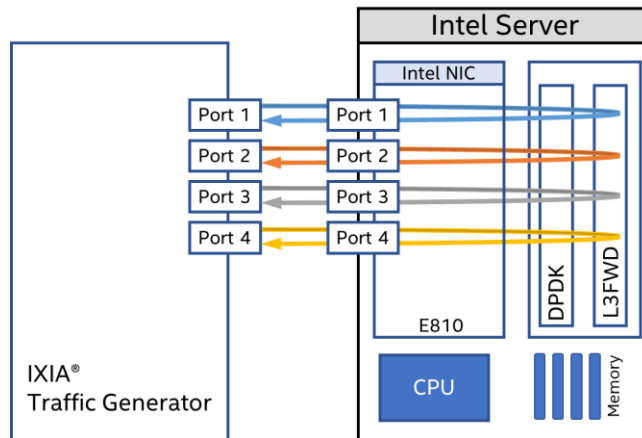 Intel Server
Intel NIC
Port 1
Port 1
Port 2
Port 2
Port 3
Port 3
Port 4
Port 4
DPDK
L3FWD
E810
IXIA®
Traffic Generator
CPU
Memory